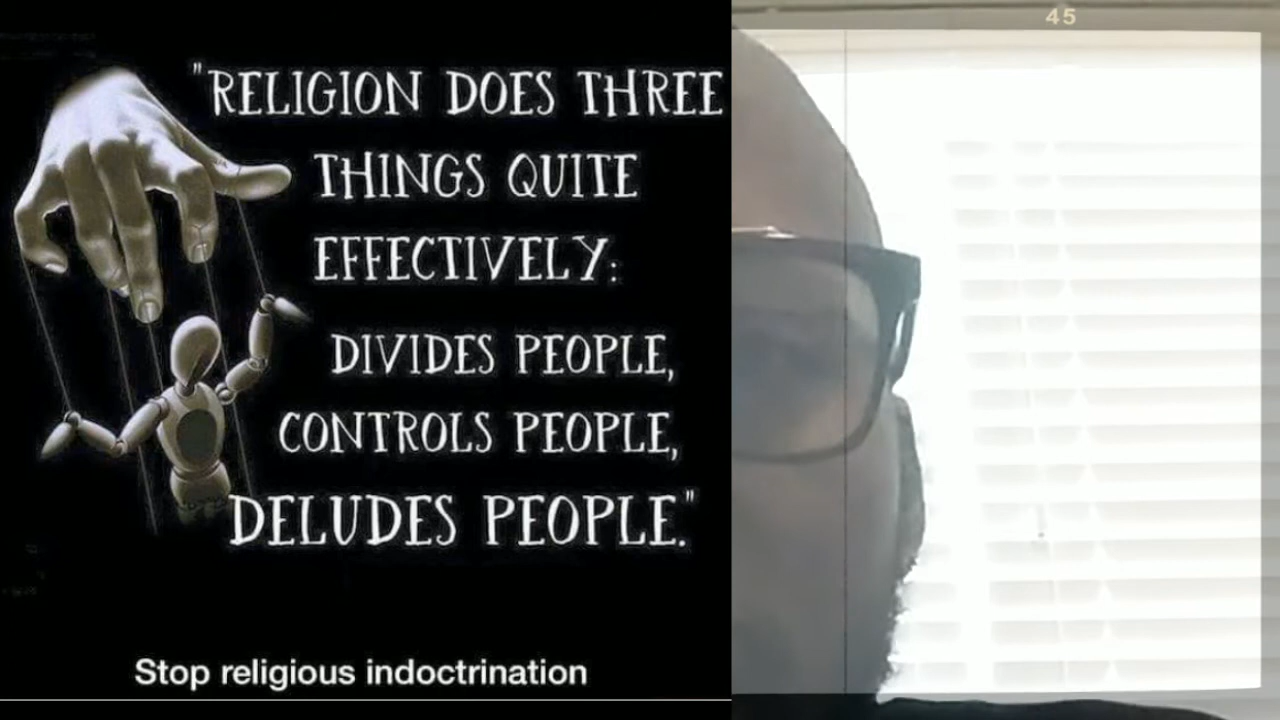 "RELIGION DOES THREE
THINGS QUITE
EFFECTIVELY:
DIVIDES PEOPLE,
CONTROLS PEOPLE,
DELUDES PEOPLE."
Stop religious indoctrination
45